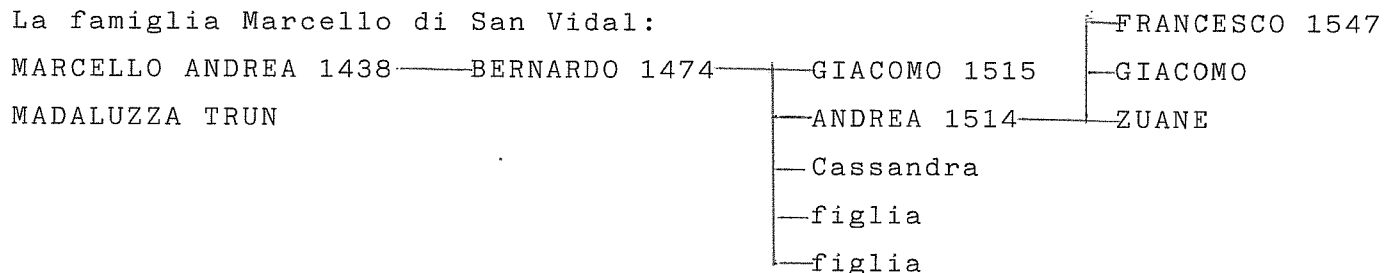 La famiglia Marcello di San Vidal: FRANCESCO 1547
MARCELLO ANDREA 1438 BERNARDO 1474 GIACOMO 1515 GIACOMO
MADALUZZA TRUN ANDREA 1514 ZUANE
Cassandra
figlia
figlia